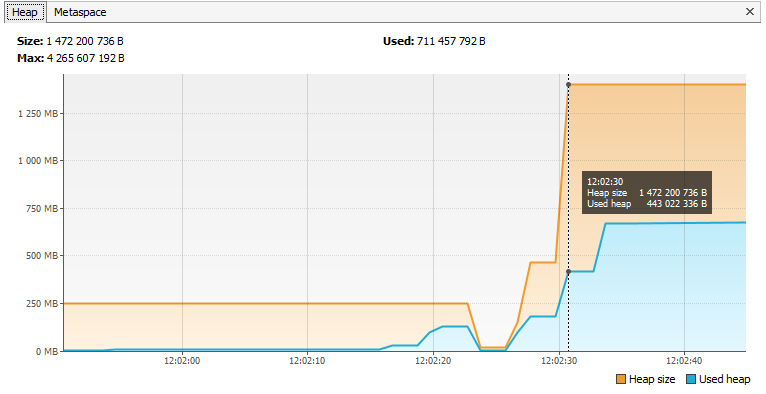 Heap Metaspace
Size: 1 472 200 736 B Used: 711 457 792 B
Max: 4 265 607 192 B
1 250 MB
1 000 MB
750 MB
500 MB
250 MB
0 MB
12:02:30
Heap size 1 472 200 736 B
Used heap 443 022 336 B
12:02:00 12:02:10 12:02:20 12:02:30 12:02:40
Heap size Used heap